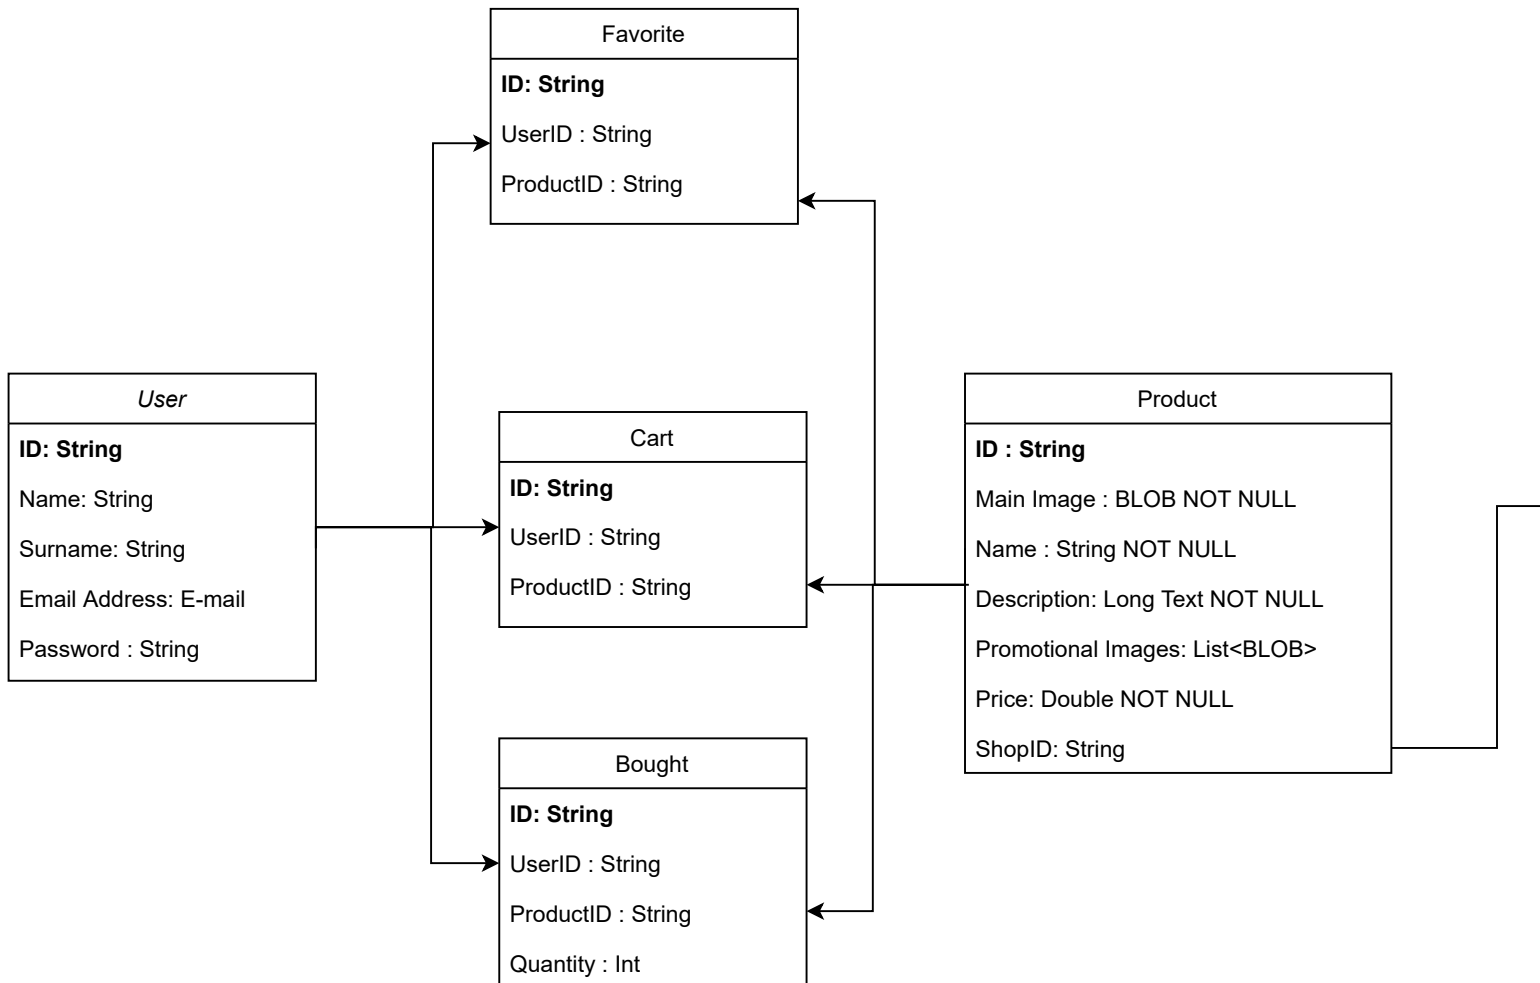 Favorite
ID: String
UserID : String
ProductID : String
User
ID: String
Name: String
Surname: String
Email Address: E-mail
Password : String
Cart
ID: String
UserID : String
ProductID : String
Bought
ID: String
UserID : String
ProductID : String
Quantity : Int
Product
ID : String
Main Image : BLOB NOT NULL
Name : String NOT NULL
Description: Long Text NOT NULL
Promotional Images: List<BLOB>
Price: Double NOT NULL
ShopID: String